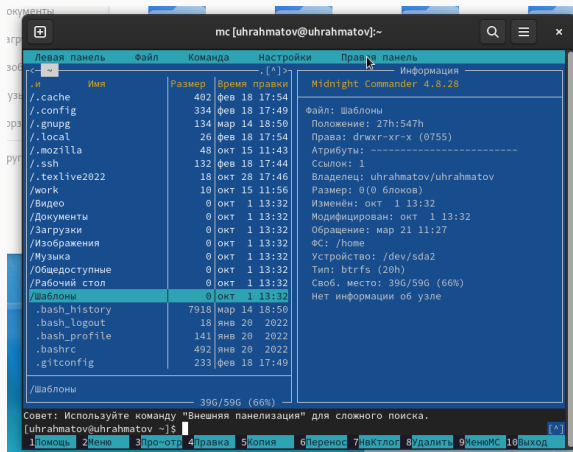 окументы
mc [uhrahmatov@uhrahmatov]:~
Левая панель Файл Команда Настройки Правая панель
<─ ~ .[^]>
.и Имя Размер Время правки
/.cache 402 фев 18 17:54
/.config 334 фев 18 17:49
/.gnupg 134 мар 14 18:50
/.local 26 фев 18 17:54
/.mozilla 48 окт 15 11:43
/.ssh 132 фев 18 17:44
/.texlive2022 18 окт 28 17:46
/work 10 окт 15 11:56
/Видео 0 окт 1 13:32
/Документы 0 окт 1 13:32
/Загрузки 0 окт 1 13:32
/Изображения 0 окт 1 13:32
/Музыка 0 окт 1 13:32
/Общедоступные 0 окт 1 13:32
/Рабочий стол 0 окт 1 13:32
/Шаблоны 0 окт 1 13:32
.bash_history 7918 мар 14 18:50
.bash_logout 18 янв 20 2022
.bash_profile 141 янв 20 2022
.bashrc 492 янв 20 2022
.gitconfig 233 фев 18 17:49
/Шаблоны
39G/59G (66%)
Информация
Midnight Commander 4.8.28
Файл: Шаблоны
Положение: 27h:547h
Права: drwxr-xr-x (0755)
Атрибуты: ------------------------
Ссылок: 1
Владелец: uhrahmatov/uhrahmatov
Размер: 0(0 блоков)
Изменён: окт 1 13:32
Модифицирован: окт 1 13:32
Обращение: мар 21 11:27
ФС: /home
Устройство: /dev/sda2
Тип: btrfs (20h)
Своб. место: 39G/59G (66%)
Нет информации об узле
Совет: Используйте команду "Внешняя панелизация" для сложного поиска.
[uhrahmatov@uhrahmatov ~]$ [^]
1Помощь 2Меню 3Про~отр 4Правка 5Копия 6Перенос 7НвКтлог 8Удалить 9МенюMC 10Выход